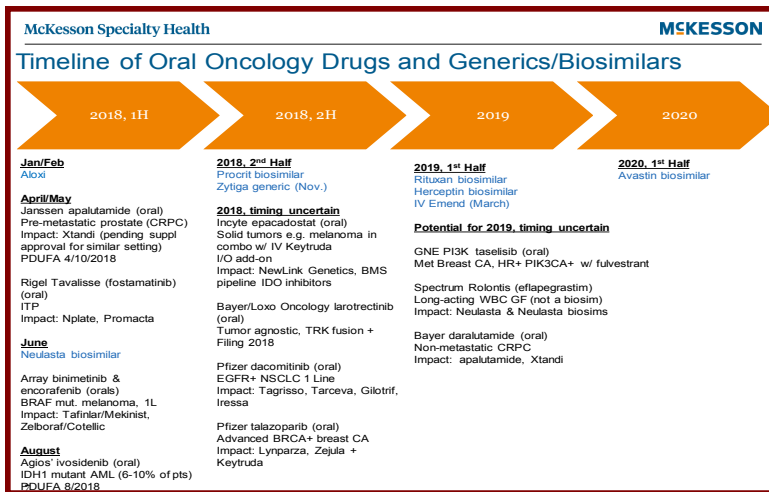 McKesson Specialty Health
MCKESSON
Timeline of Oral Oncology Drugs and Generics/Biosimilars
2018, 1H
2018, 2H
2019
2020
Jan/Feb
Aloxi
April/May
Janssen apalutamide (oral)
Pre-metastatic prostate (CRPC)
Impact: Xtandi (pending suppl
approval for similar setting)
PDUFA 4/10/2018
Rigel Tavalisse (fostamatinib)
(oral)
ITP
Impact: Nplate, Promacta
June
Neulasta biosimilar
Array binimetinib &
encorafenib (orals)
BRAF mut. melanoma, 1L
Impact: Tafinlar/Mekinist,
Zelboraf/Cotellic
August
Agios' ivosidenib (oral)
IDH1 mutant AML (6-10% of pts)
PDUFA 8/2018
2018, 2nd Half
Procrit biosimilar
Zytiga generic (Nov.)
2018, timing uncertain
Incyte epacadostat (oral)
Solid tumors e.g. melanoma in
combo w/ IV Keytruda
I/O add-on
Impact: NewLink Genetics, BMS
pipeline IDO inhibitors
Bayer/Loxo Oncology larotrectinib
(oral)
Tumor agnostic, TRK fusion +
Filing 2018
Pfizer dacomitinib (oral)
EGFR+ NSCLC 1 Line
Impact: Tagrisso, Tarceva, Gilotrif,
Iressa
Pfizer talazoparib (oral)
Advanced BRCA+ breast CA
Impact: Lynparza, Zejula +
Keytruda
2019, 1st Half
Rituxan biosimilar
Herceptin biosimilar
IV Emend (March)
Potential for 2019, timing uncertain
GNE PI3K taselisib (oral)
Met Breast CA, HR+ PIK3CA+ w/ fulvestrant
Spectrum Rolontis (eflapegrastim)
Long-acting WBC GF (not a biosim)
Impact: Neulasta & Neulasta biosims
Bayer daralutamide (oral)
Non-metastatic CRPC
Impact: apalutamide, Xtandi
2020, 1st Half
Avastin biosimilar